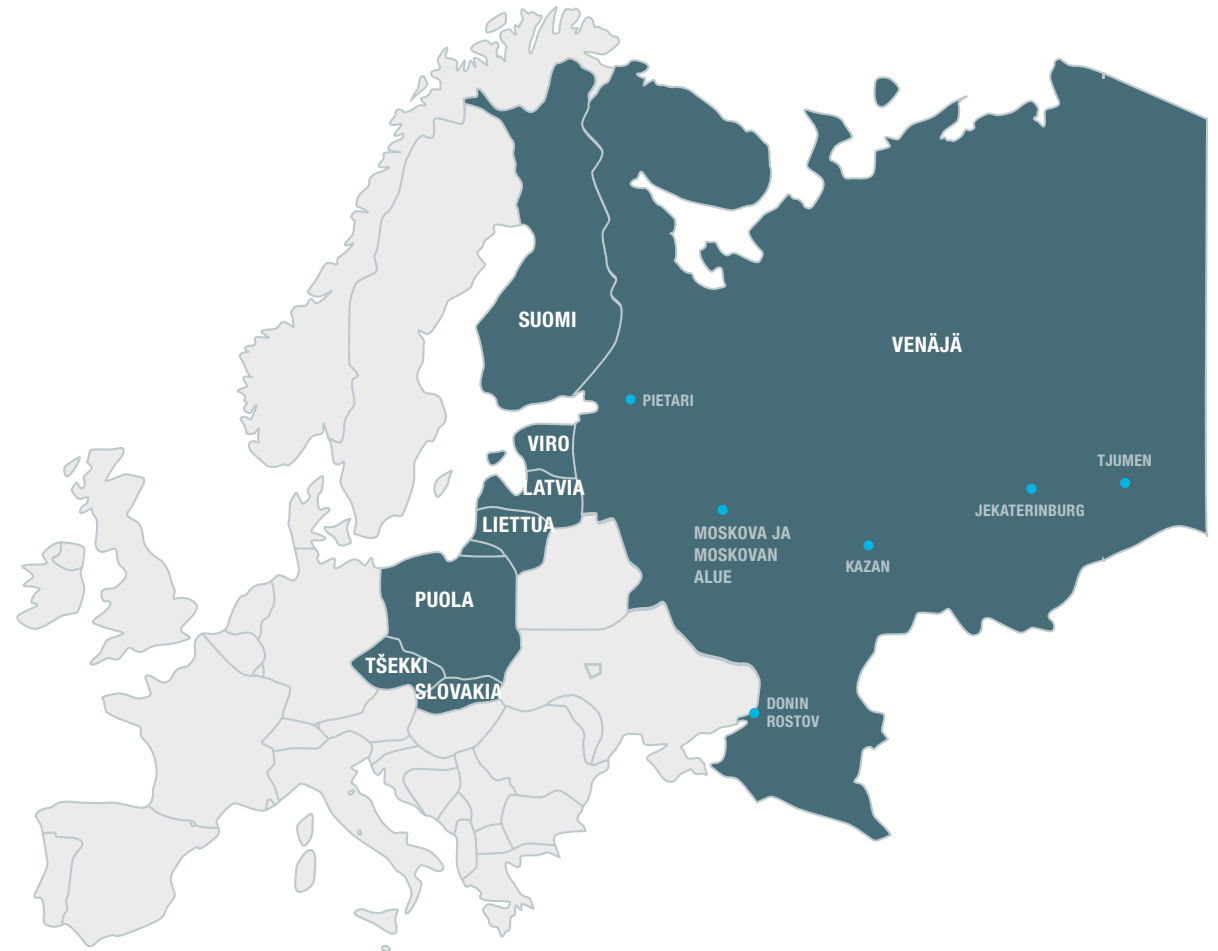 SUOMI
VENÄJÄ
PIETARI
VIRO
TJUMEN
LATVIA
JEKATERINBURG
LIETTUA
MOSKOVA JA
MOSKOVAN
ALUE
KAZAN
PUOLA
TŠEKKI
SLOVAKIA
DONIN
ROSTOV